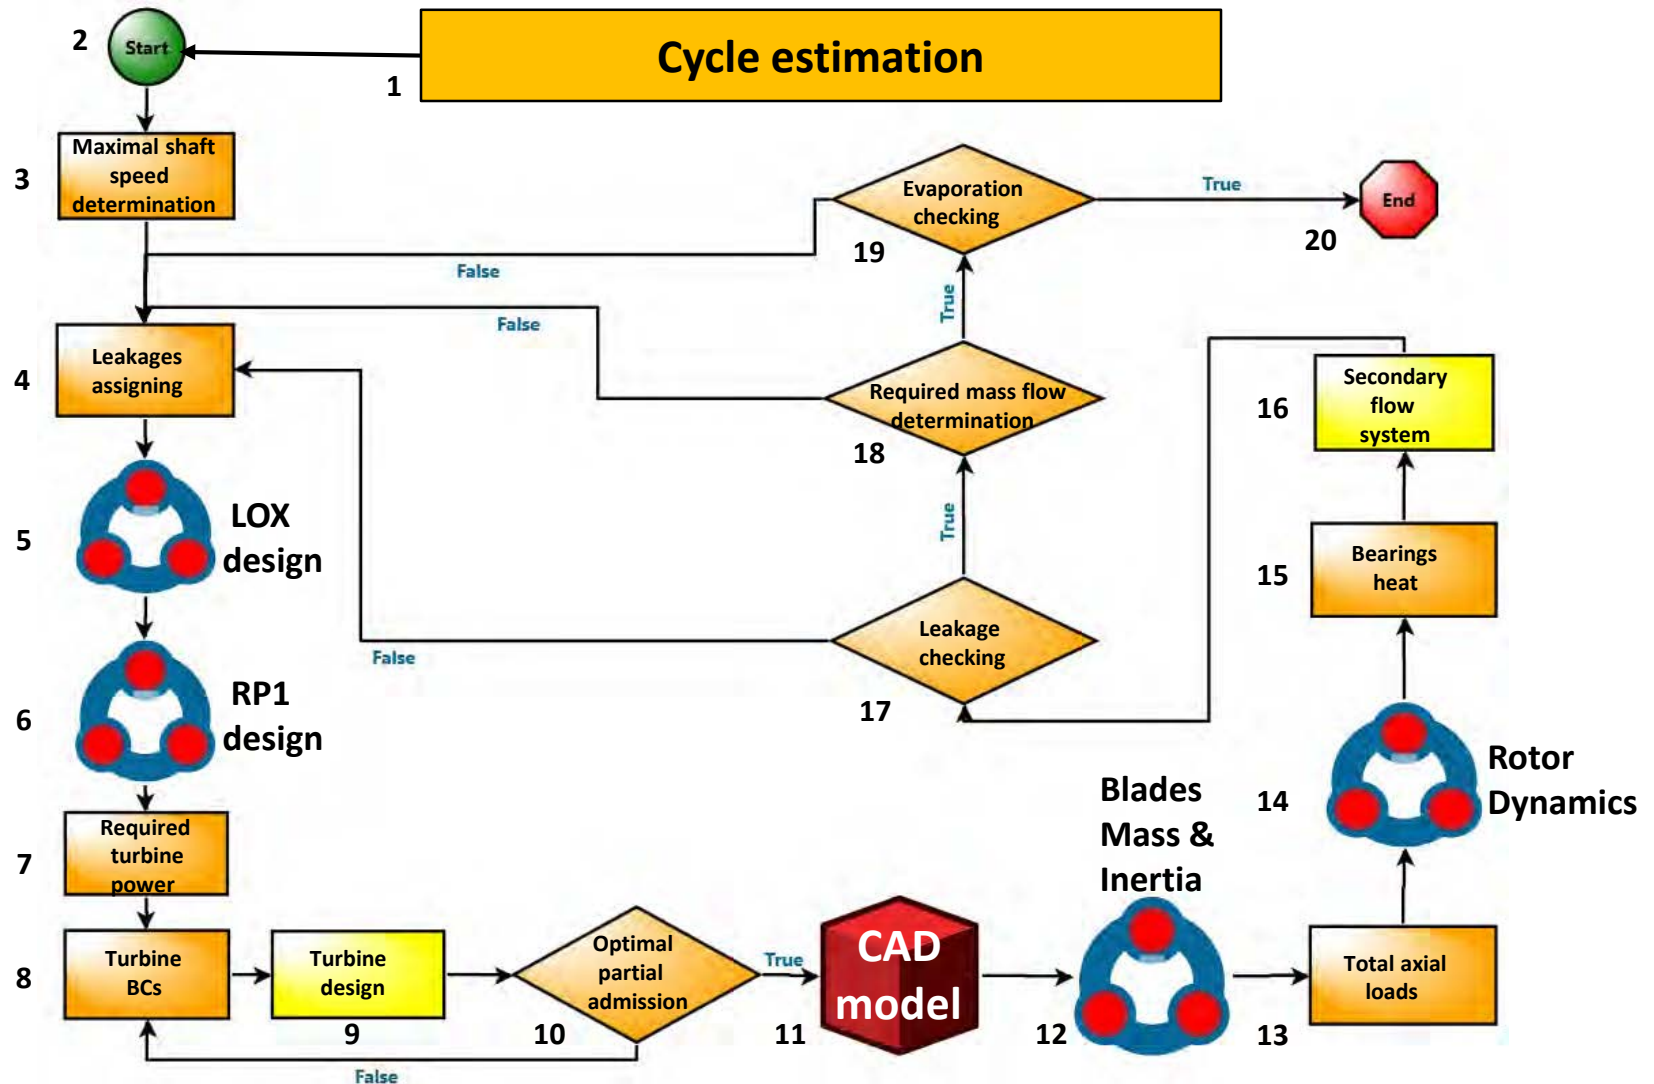 1
Cycle estimation
2
Start
3
Maximal shaft
speed
determination
4
Leakages
assigning
5
LOX
design
6
RP1
design
7
Required
turbine
power
8
Turbine
BCs
9
Turbine
design
10
Optimal
partial
admission
True
False
11
CAD
model
12
Blades
Mass &
Inertia
13
Total axial
loads
14
Rotor
Dynamics
15
Bearings
heat
16
Secondary
flow
system
17
Leakage
checking
False
True
18
Required mass flow
determination
False
True
19
Evaporation
checking
False
True
20
End